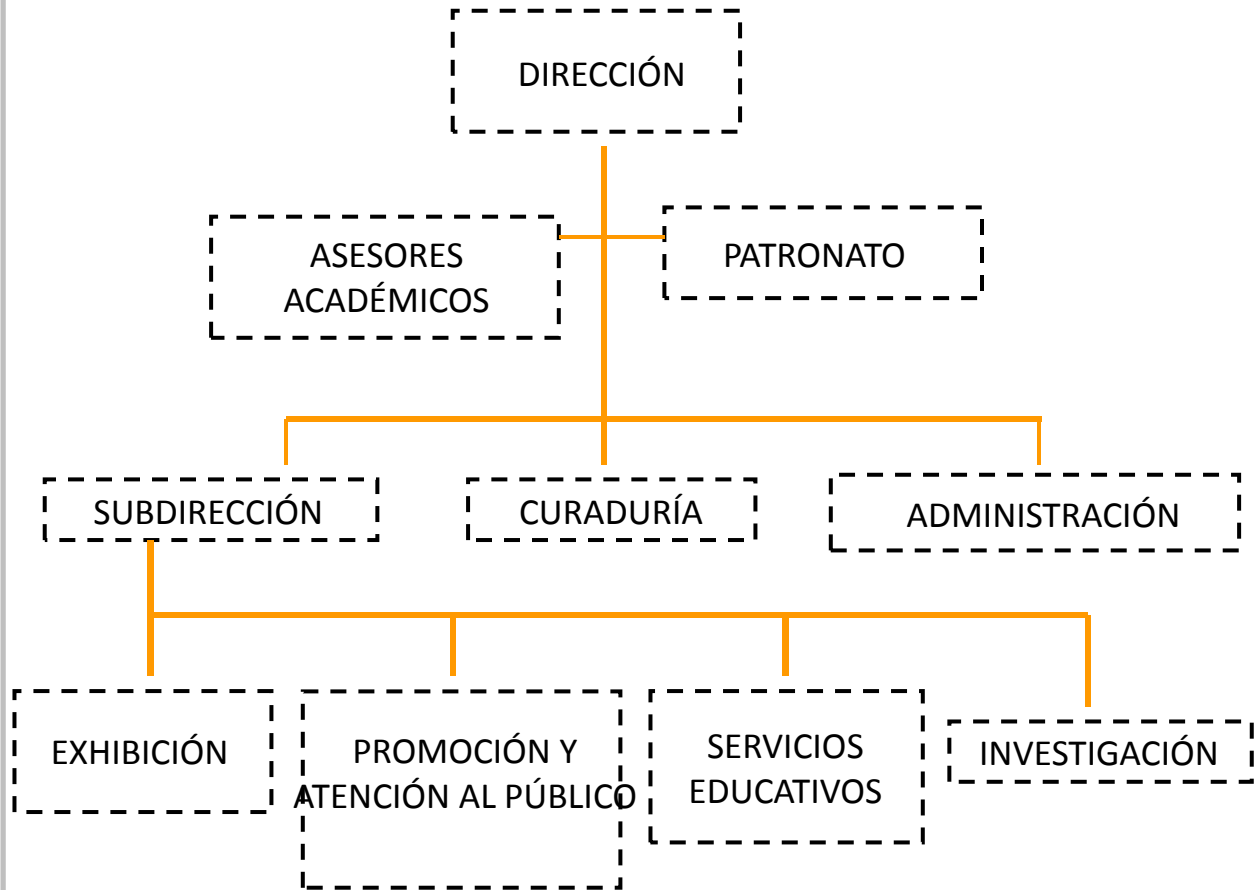 DIRECCIÓN
ASESORES
ACADÉMICOS
PATRONATO
SUBDIRECCIÓN
CURADURÍA
ADMINISTRACIÓN
EXHIBICIÓN
PROMOCIÓN Y
ATENCIÓN AL PÚBLICO
SERVICIOS
EDUCATIVOS
INVESTIGACIÓN